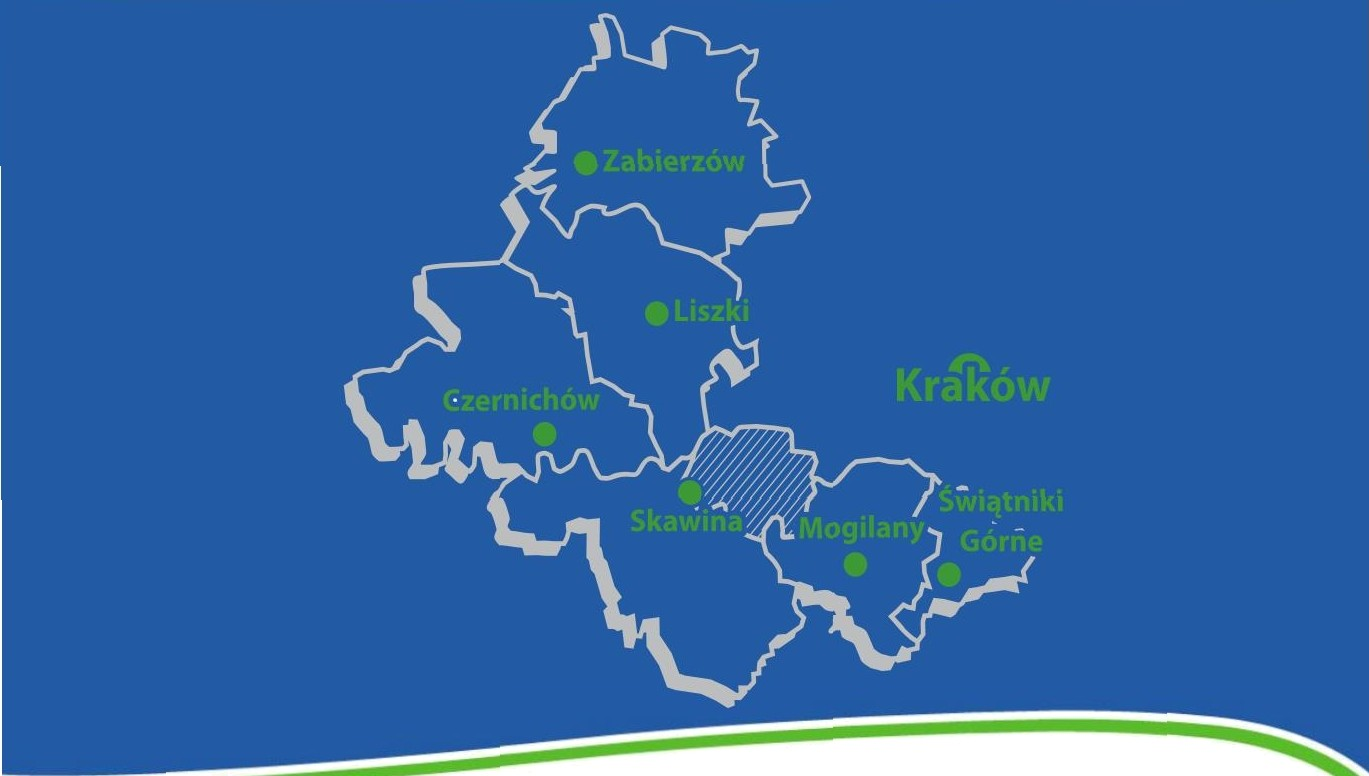 Zabierzów
Liszki
Kraków
Czernichów
Skawina
Mogilany
Świątniki
Górne